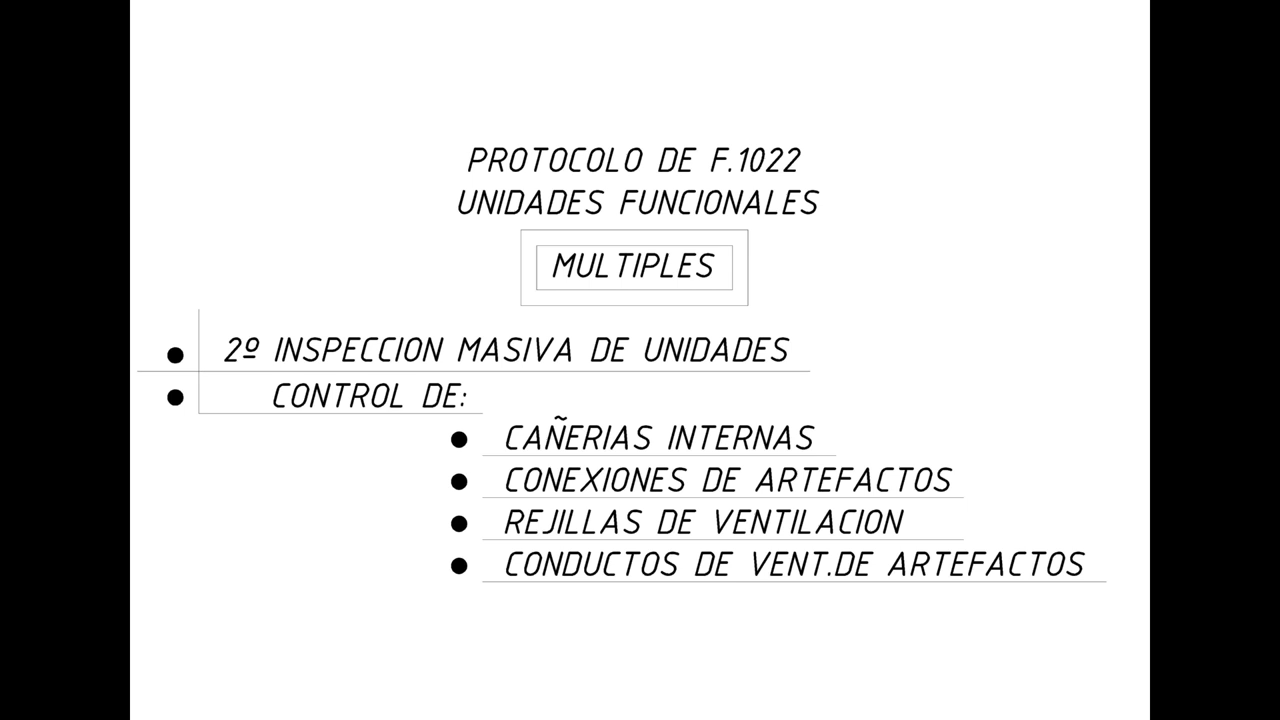 PROTOCOLO DE F.1022
UNIDADES FUNCIONALES
MULTIPLES
● 2º INSPECCION MASIVA DE UNIDADES
● CONTROL DE:
● CAÑERIAS INTERNAS
● CONEXIONES DE ARTEFACTOS
● REJILLAS DE VENTILACION
● CONDUCTOS DE VENT.DE ARTEFACTOS